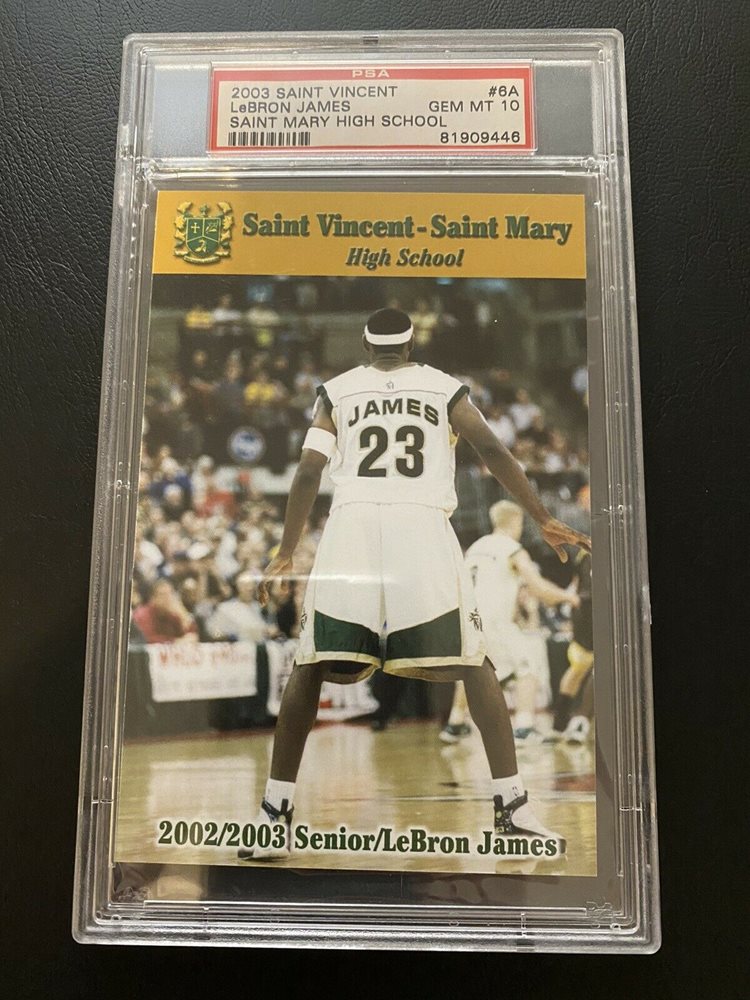 PSA
2003 SAINT VINCENT #6A
LeBRON JAMES GEM MT 10
SAINT MARY HIGH SCHOOL 81909446
Saint Vincent-Saint Mary
High School
JAMES
23
2002/2003 Senior/LeBron James